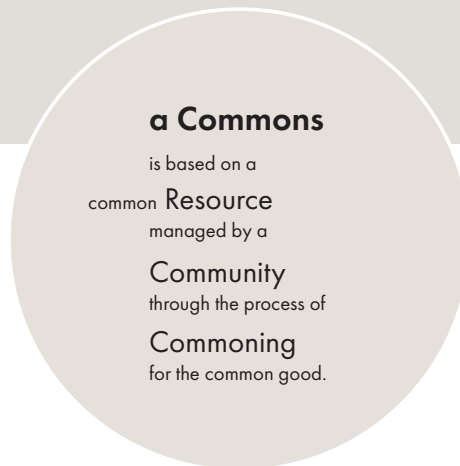 a Commons
is based on a
common Resource
managed by a
Community
through the process of
Commoning
for the common good.